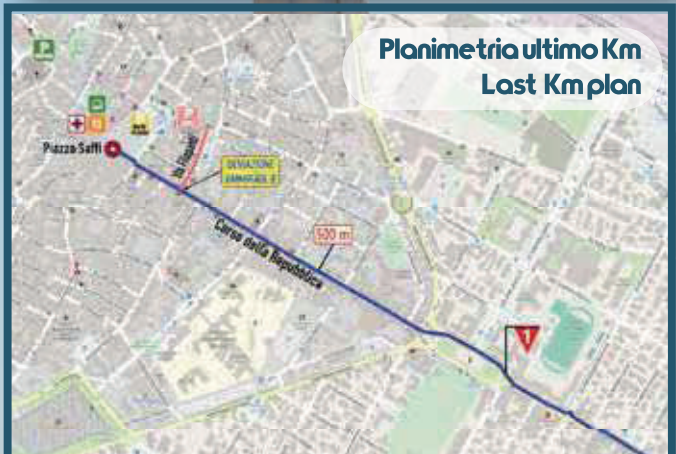 Planimetria ultimo Km
Last Km plan
Piazza Saffi
DEVIAZIONE
500 m
Corso della Repubblica
1